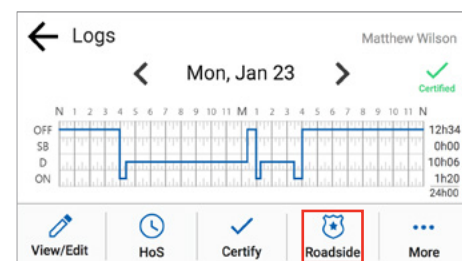 Logs
Matthew Wilson
Mon, Jan 23
Certified
N 1 2 3 4 5 6 7 8 9 10 11 M 1 2 3 4 5 6 7 8 9 10 11 N
OFF 12h34
SB 0h00
D 10h06
ON 1h20
24h00
View/Edit HoS Certify Roadside More